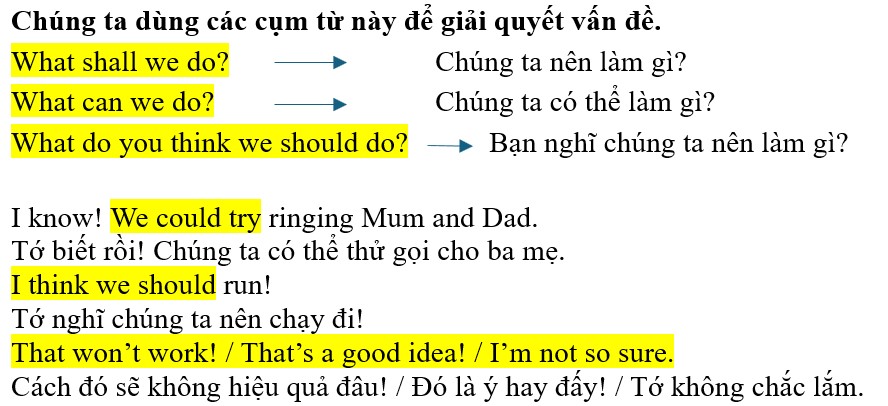 Chúng ta dùng các cụm từ này để giải quyết vấn đề.
What shall we do? Chúng ta nên làm gì?
What can we do? Chúng ta có thể làm gì?
What do you think we should do? Bạn nghĩ chúng ta nên làm gì?
I know! We could try ringing Mum and Dad.
Tớ biết rồi! Chúng ta có thể thử gọi cho ba mẹ.
I think we should run!
Tớ nghĩ chúng ta nên chạy đi!
That won’t work! / That’s a good idea! / I’m not so sure.
Cách đó sẽ không hiệu quả đâu! / Đó là ý hay đấy! / Tớ không chắc lắm.